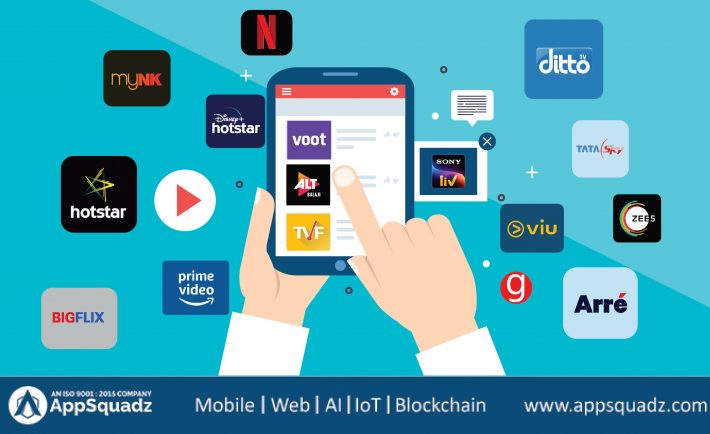 N
ditto
TV
myNK
Disney+
hotstar
voot
TATA Sky
SONY
liv
hotstar
ALT
BALAJI
TVF
viu
ZEE5
prime
video
g
Arré
BIGFLIX
AN ISO 9001 : 2015 COMPANY
AppSquadz
Mobile | Web | AI | IoT | Blockchain
www.appsquadz.com